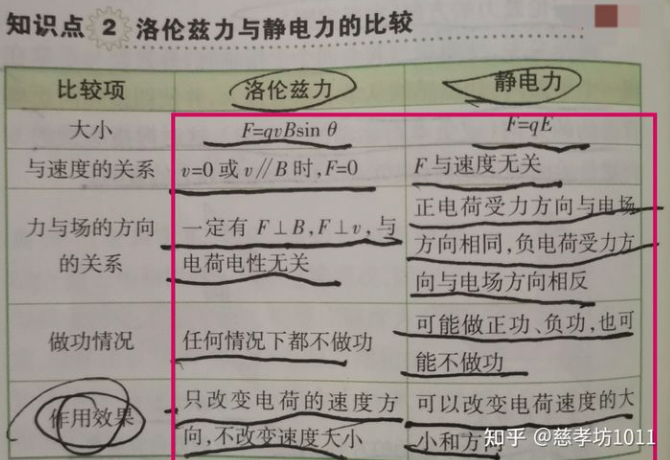 知识点 2 洛伦兹力与静电力的比较
比较项 洛伦兹力 静电力
大小 F=qvBsin θ F=qE
与速度的关系 v=0 或 v∥B 时,F=0 F 与速度无关
力与场的方向的关系
一定有 F⊥B,F⊥v,与
电荷电性无关
正电荷受力方向与电场
方向相同,负电荷受力方
向与电场方向相反
做功情况 任何情况下都不做功
可能做正功、负功,也可
能不做功
作用效果
只改变电荷的速度方
向,不改变速度大小
可以改变电荷速度的大
小和方向
知乎 @慈孝坊1011